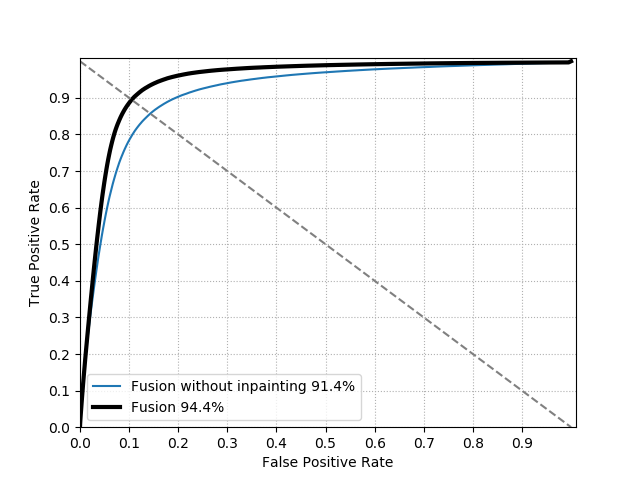 0.9
0.8
0.7
0.6
0.5
0.4
0.3
0.2
0.1
0.0
True Positive Rate
Fusion without inpainting 91.4%
Fusion 94.4%
0.0 0.1 0.2 0.3 0.4 0.5 0.6 0.7 0.8 0.9
False Positive Rate